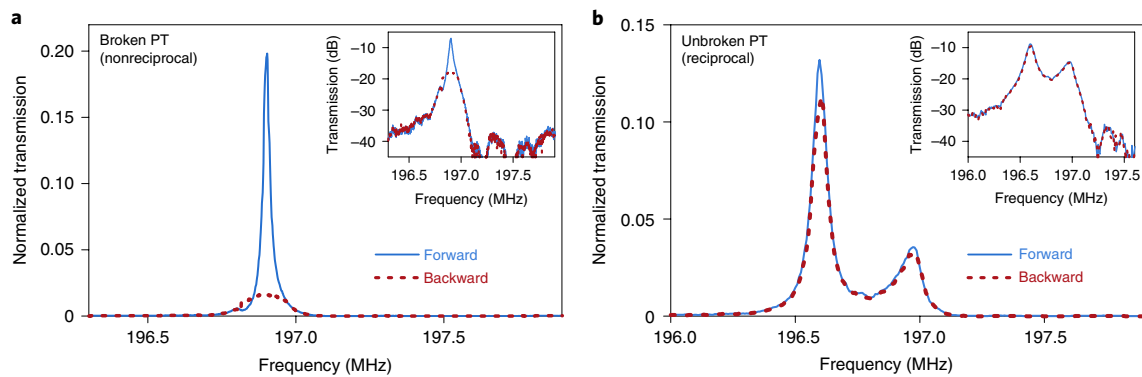 a
Broken PT
(nonreciprocal)
Normalized transmission
0.20
0.15
0.10
0.05
0
196.5
197.0
197.5
Frequency (MHz)
Transmission (dB)
−10
−20
−30
−40
196.5
197.0
197.5
Frequency (MHz)
Forward
Backward
b
Unbroken PT
(reciprocal)
Normalized transmission
0.15
0.10
0.05
0
196.0
196.5
197.0
197.5
Frequency (MHz)
Transmission (dB)
−10
−20
−30
−40
196.0
196.5
197.0
197.5
Frequency (MHz)
Forward
Backward